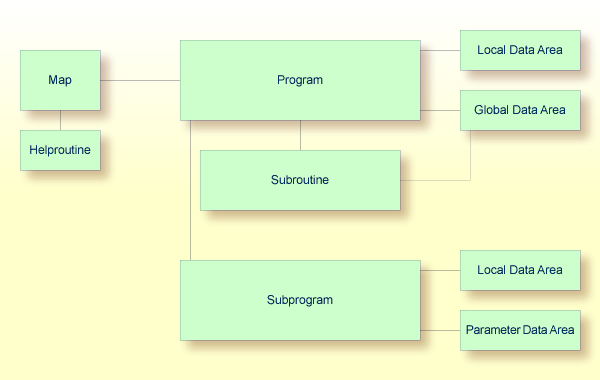 Local Data Area
Map
Program
Global Data Area
Helproutine
Subroutine
Local Data Area
Subprogram
Parameter Data Area